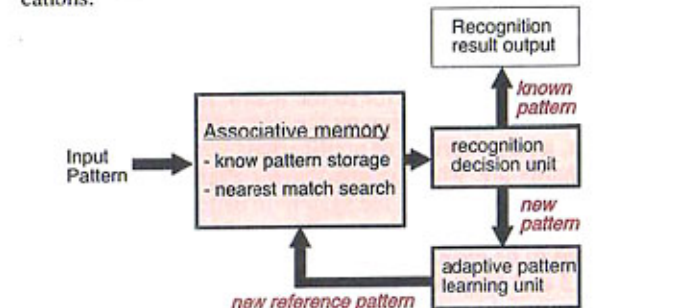 cations.
Recognition
result output
known
pattern
Associative memory
- know pattern storage
- nearest match search
Input
Pattern
recognition
decision unit
new
pattern
adaptive pattern
learning unit
new reference pattern